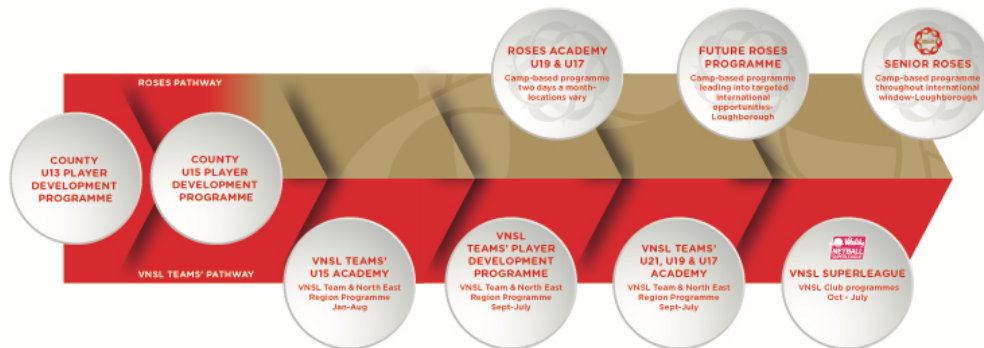 ROSES PATHWAY
ROSES ACADEMY
U19 & U17
Camp-based programme
two days a month-
locations vary
FUTURE ROSES
PROGRAMME
Camp-based programme
leading into targeted
international
opportunities-
Loughborough
SENIOR ROSES
Camp-based programme
throughout international
window-Loughborough
COUNTY
U13 PLAYER
DEVELOPMENT
PROGRAMME
COUNTY
U15 PLAYER
DEVELOPMENT
PROGRAMME
VNSL TEAMS' PATHWAY
VNSL TEAMS'
U15 ACADEMY
VNSL Team & North East
Region Programme
Jan-Aug
VNSL
TEAMS' PLAYER
DEVELOPMENT
PROGRAMME
VNSL Team & North East
Region Programme
Sept-July
VNSL TEAMS'
U21, U19 & U17
ACADEMY
VNSL Team & North East
Region Programme
Sept-July
Vitality
NETBALL
SUPERLEAGUE
VNSL SUPERLEAGUE
VNSL Club programmes
Oct - July